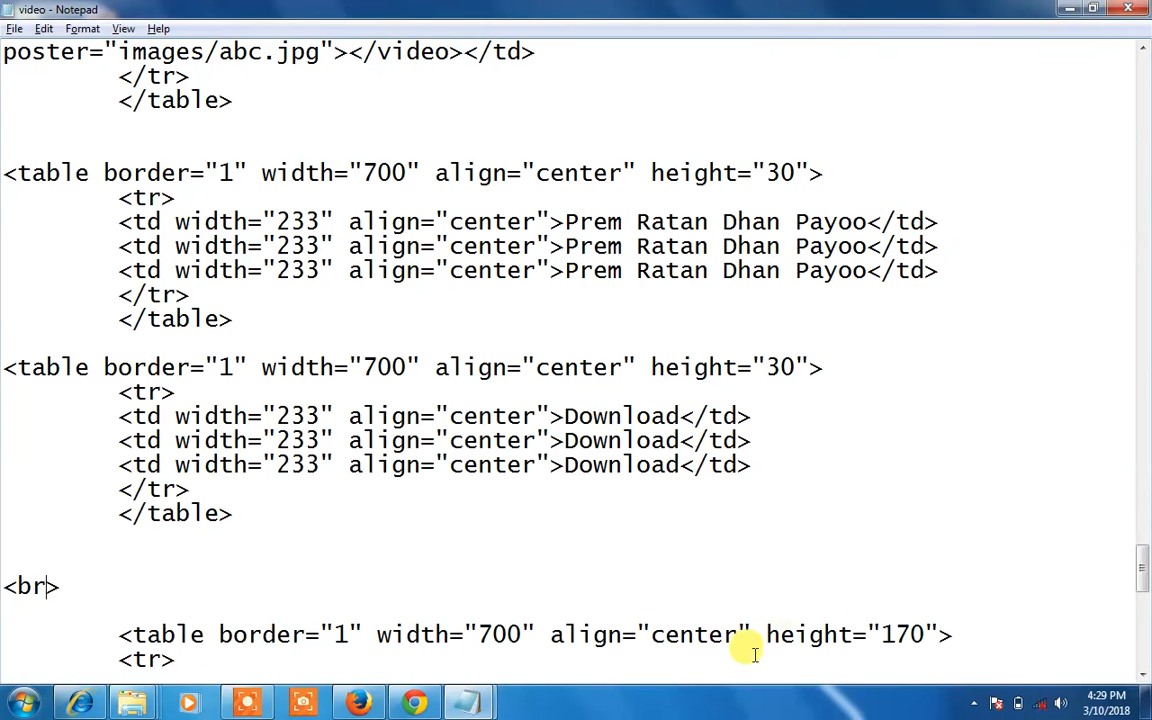 video - Notepad
File Edit Format View Help
poster="images/abc.jpg"></video></td>
</tr>
</table>
<table border="1" width="700" align="center" height="30">
<tr>
<td width="233" align="center">Prem Ratan Dhan Payoo</td>
<td width="233" align="center">Prem Ratan Dhan Payoo</td>
<td width="233" align="center">Prem Ratan Dhan Payoo</td>
</tr>
</table>
<table border="1" width="700" align="center" height="30">
<tr>
<td width="233" align="center">Download</td>
<td width="233" align="center">Download</td>
<td width="233" align="center">Download</td>
</tr>
</table>
<br>
<table border="1" width="700" align="center" height="170">
<tr>
4:29 PM
3/10/2018